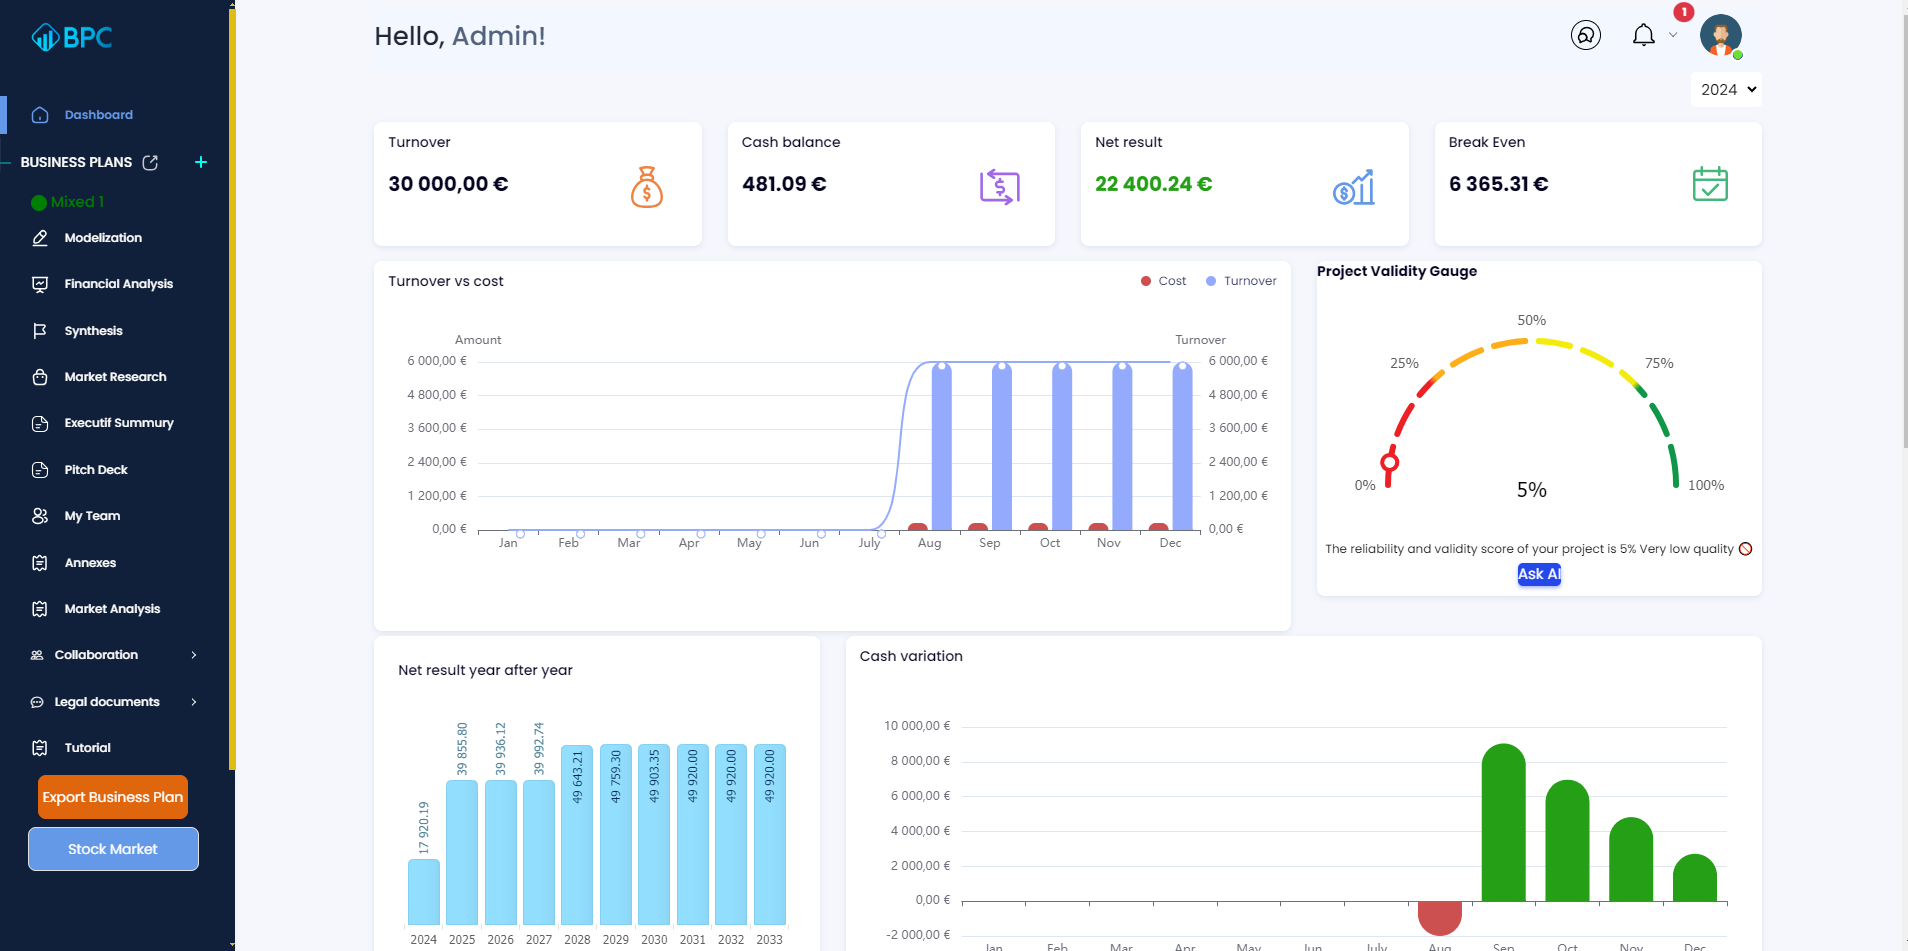 BPC
Dashboard
BUSINESS PLANS
+
Mixed 1
Modelization
Financial Analysis
Synthesis
Market Research
Executif Summury
Pitch Deck
My Team
Annexes
Market Analysis
Collaboration
Legal documents
Tutorial
Export Business Plan
Stock Market
Hello, Admin!
1
2024
Turnover
30 000,00 €
Cash balance
481.09 €
Net result
22 400.24 €
Break Even
6 365.31 €
Turnover vs cost
Cost
Turnover
Amount
Turnover
6 000,00 €
4 800,00 €
3 600,00 €
2 400,00 €
1 200,00 €
0,00 €
6 000,00 €
4 800,00 €
3 600,00 €
2 400,00 €
1 200,00 €
0,00 €
Jan Feb Mar Apr May Jun July Aug Sep Oct Nov Dec
Project Validity Gauge
0%
25%
50%
75%
100%
5%
The reliability and validity score of your project is 5% Very low quality
Ask AI
Net result year after year
17 920.19
39 855.80
39 936.12
39 992.74
49 643.21
49 759.30
49 903.35
49 920.00
49 920.00
49 920.00
2024 2025 2026 2027 2028 2029 2030 2031 2032 2033
Cash variation
10 000,00 €
8 000,00 €
6 000,00 €
4 000,00 €
2 000,00 €
0,00 €
-2 000,00 €
Jan Feb Mar Apr May Jun July Aug Sep Oct Nov Dec